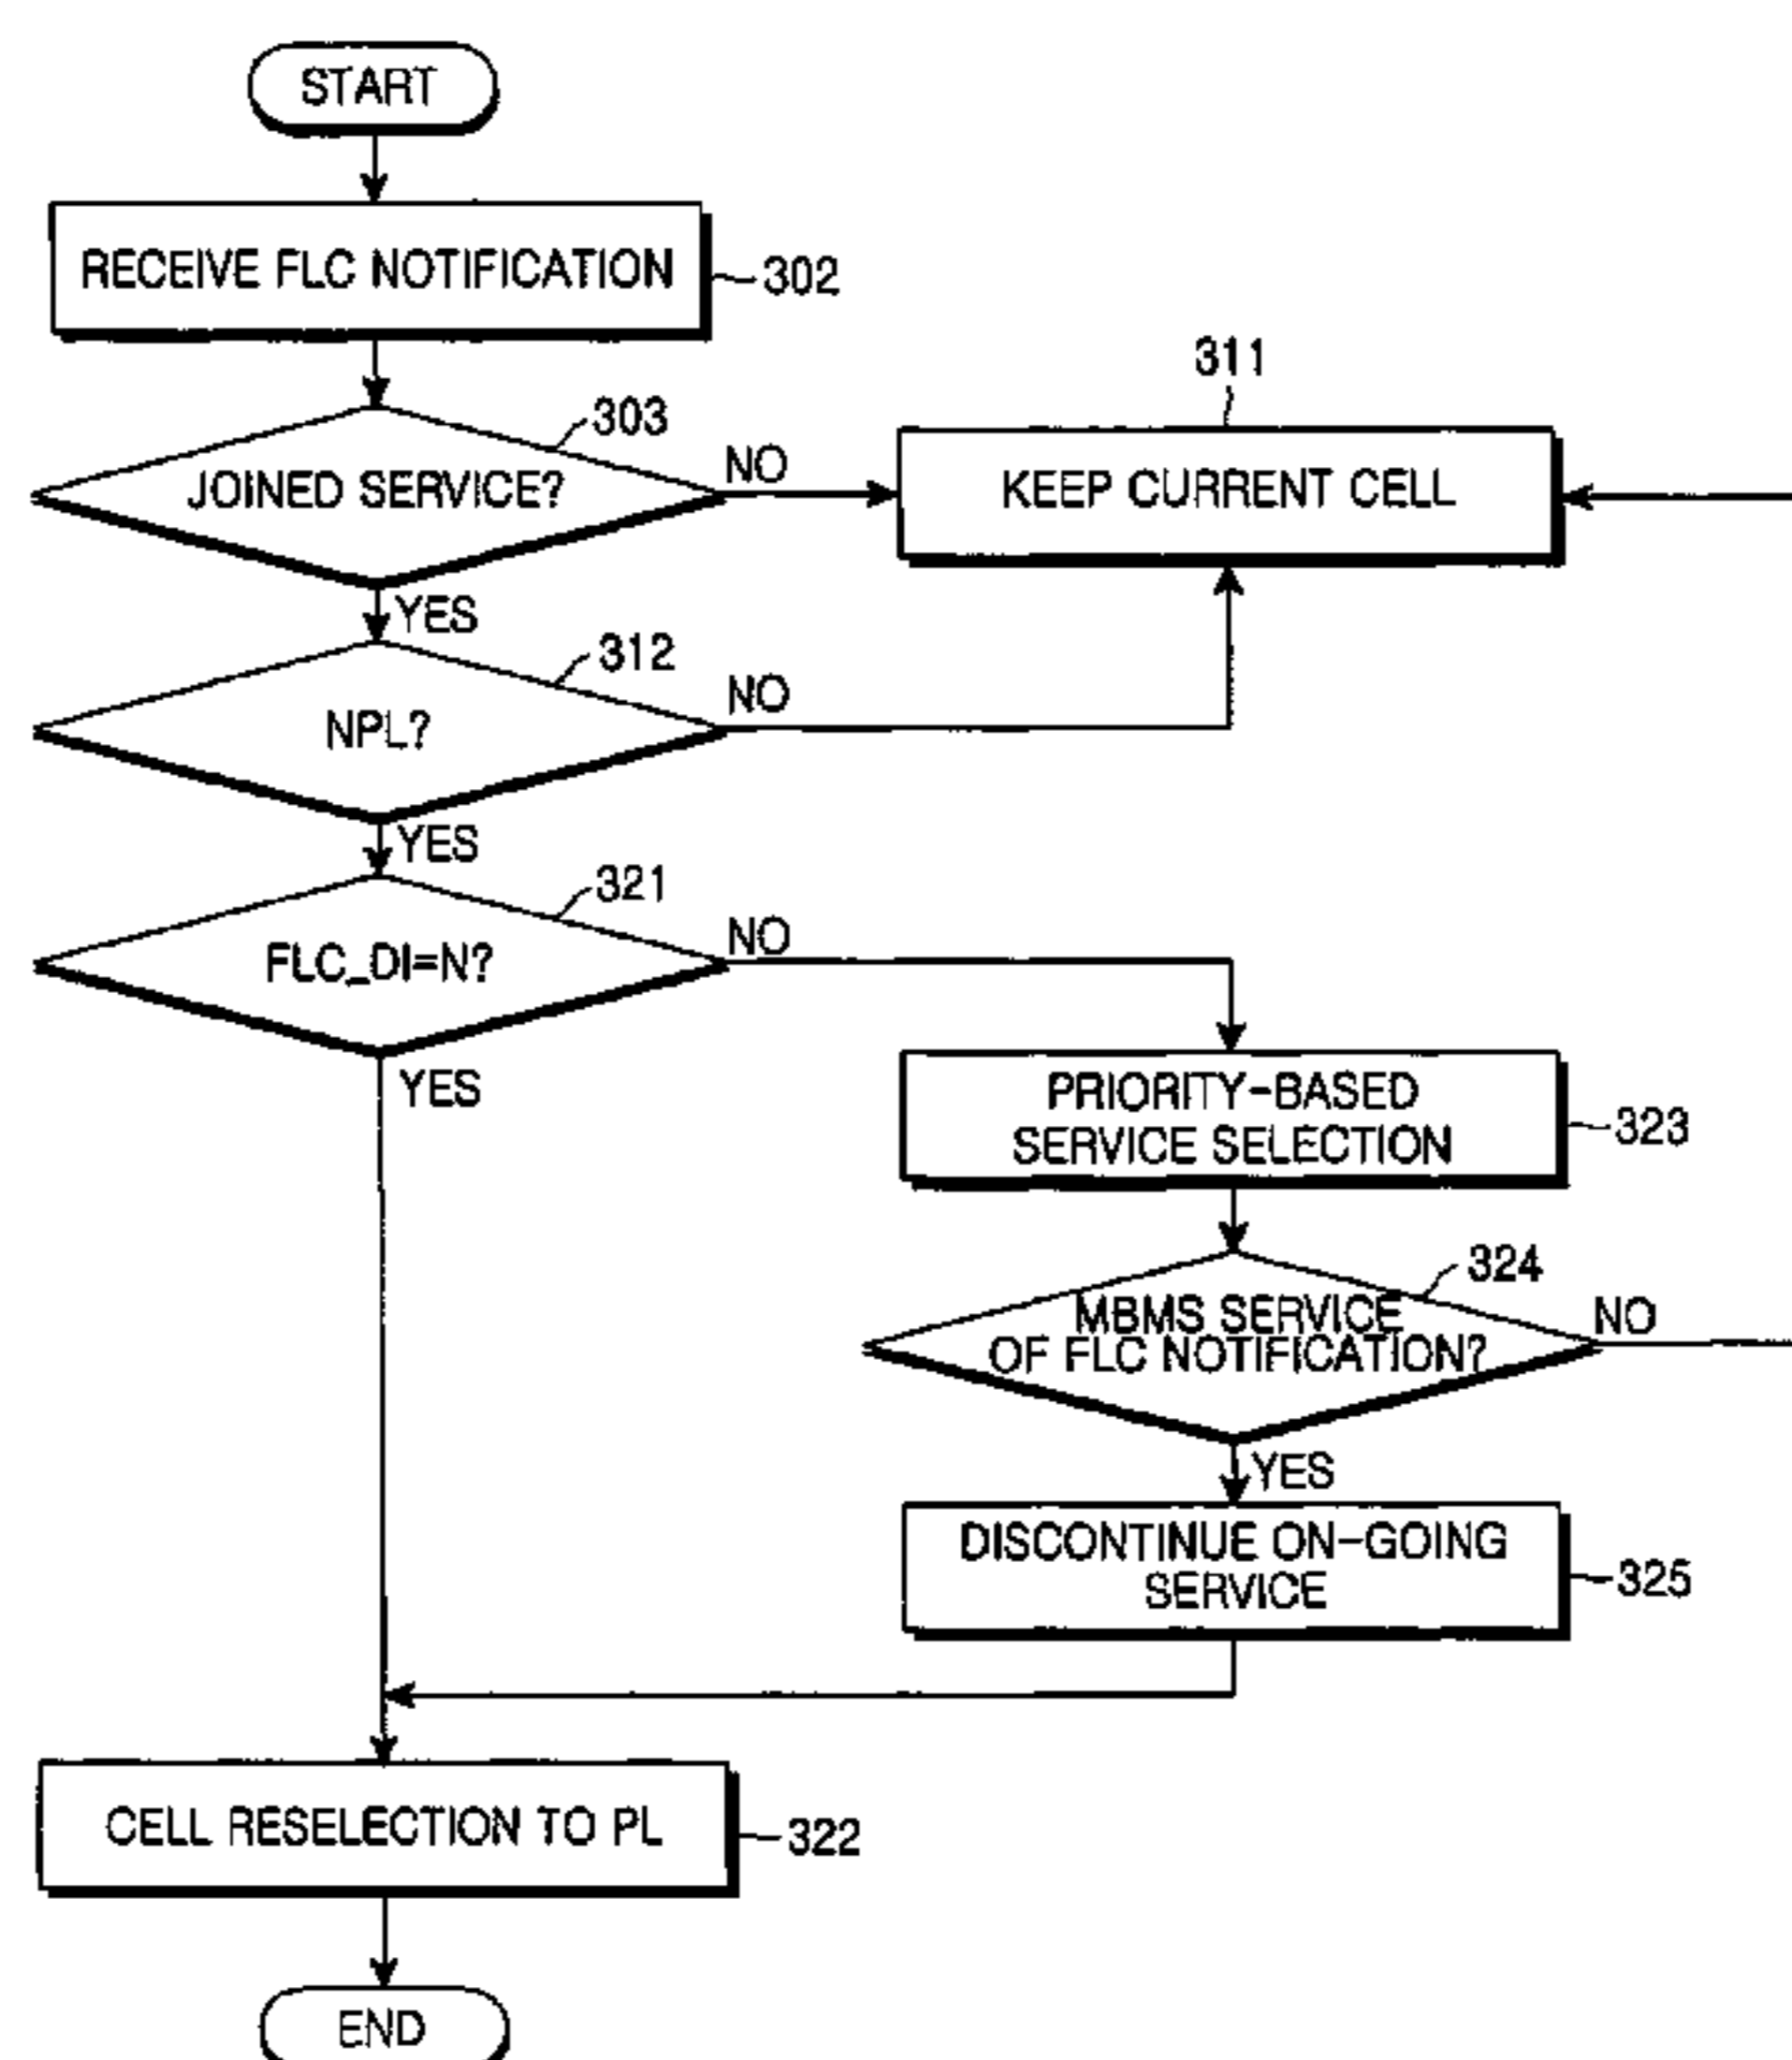 START
RECEIVE FLC NOTIFICATION
302
303
JOINED SERVICE?
NO
311
KEEP CURRENT CELL
YES
312
NPL?
NO
YES
321
FLC_DI=N?
NO
YES
PRIORITY-BASED
SERVICE SELECTION
323
324
MBMS SERVICE
OF FLC NOTIFICATION?
NO
YES
DISCONTINUE ON-GOING
SERVICE
325
CELL RESELECTION TO PL
322
END